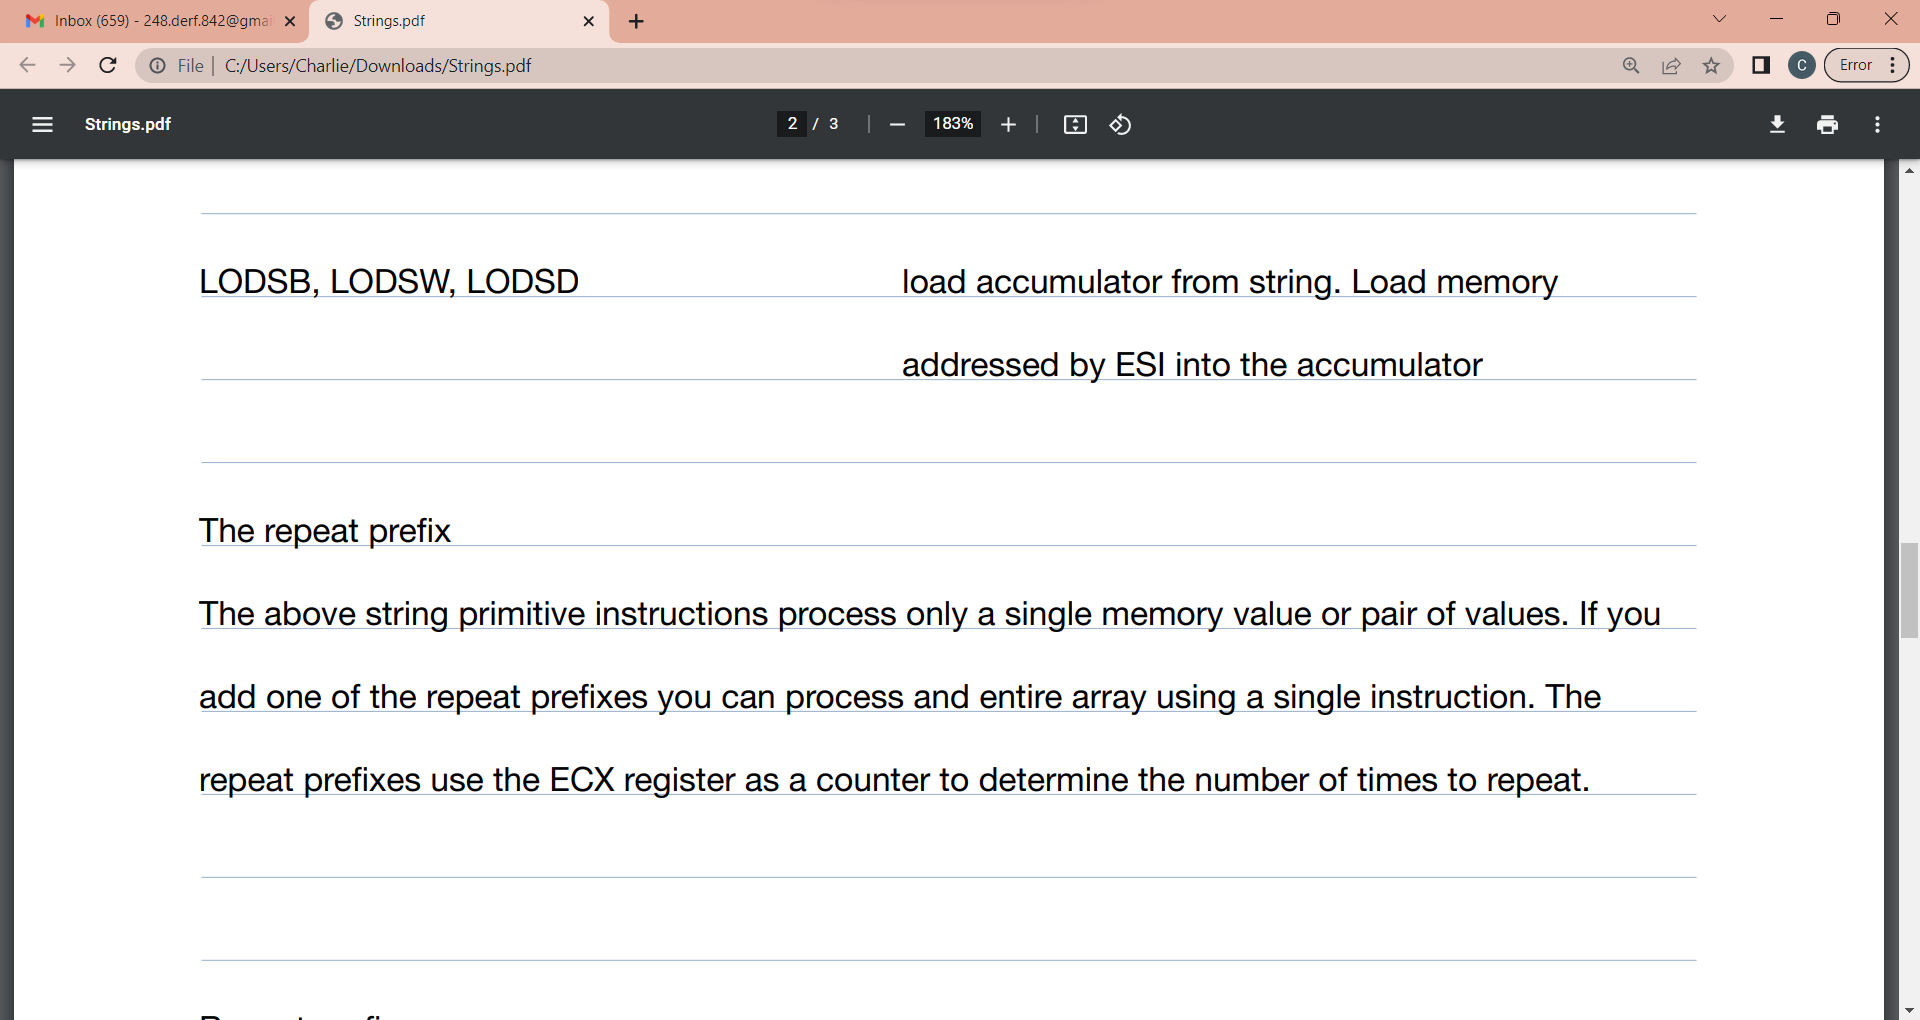 Inbox (659) - 248.derf.842@gmai
Strings.pdf
File
C:/Users/Charlie/Downloads/Strings.pdf
C
Error
Strings.pdf
2 / 3
183%
LODSB, LODSW, LODSD load accumulator from string. Load memory
addressed by ESI into the accumulator
The repeat prefix
The above string primitive instructions process only a single memory value or pair of values. If you
add one of the repeat prefixes you can process and entire array using a single instruction. The
repeat prefixes use the ECX register as a counter to determine the number of times to repeat.